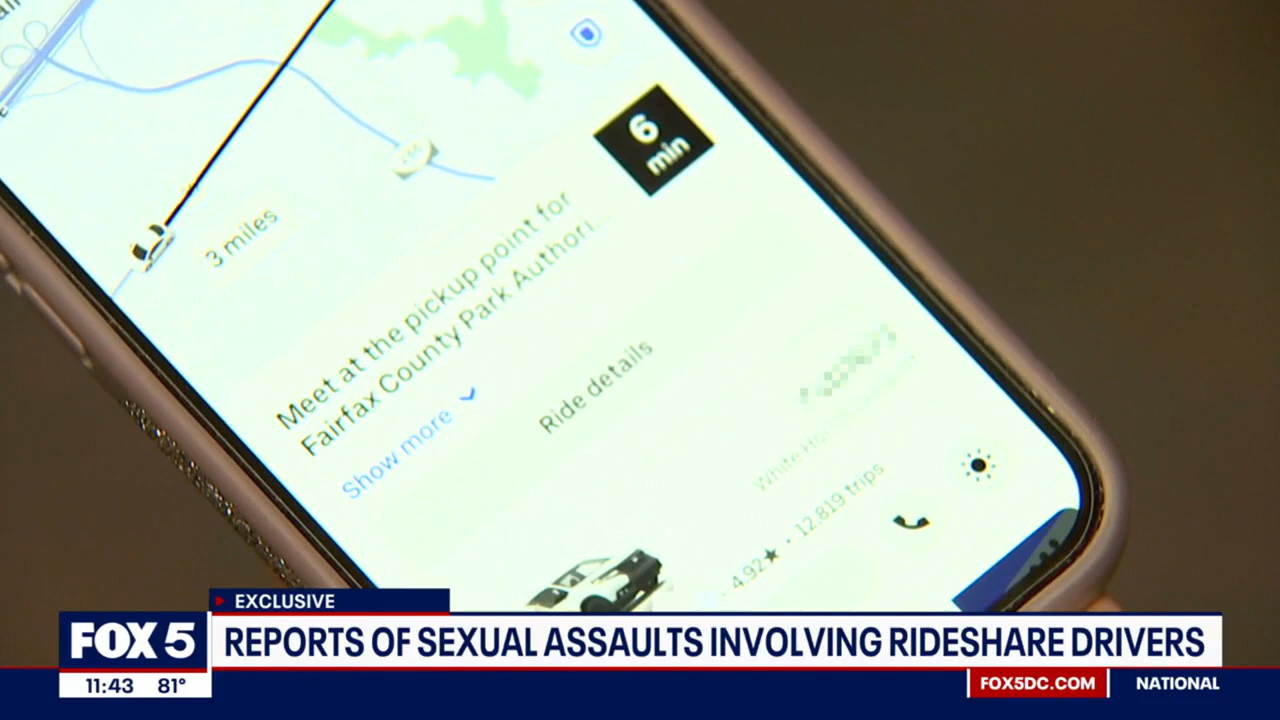 6
min
3 miles
Meet at the pickup point for
Fairfax County Park Authori...
Show more
Ride details
White Ho
4.92★ · 12,819 trips
EXCLUSIVE
FOX 5
REPORTS OF SEXUAL ASSAULTS INVOLVING RIDESHARE DRIVERS
11:43 81°
FOX5DC.COM
NATIONAL